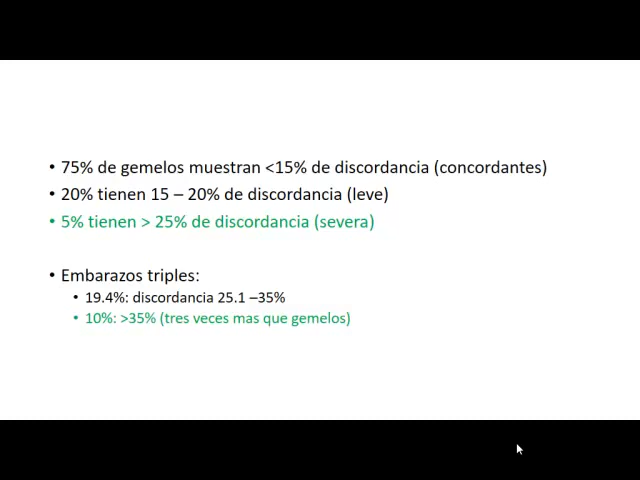 • 75% de gemelos muestran <15% de discordancia (concordantes)
• 20% tienen 15 – 20% de discordancia (leve)
• 5% tienen > 25% de discordancia (severa)
• Embarazos triples:
• 19.4%: discordancia 25.1 –35%
• 10%: >35% (tres veces mas que gemelos)